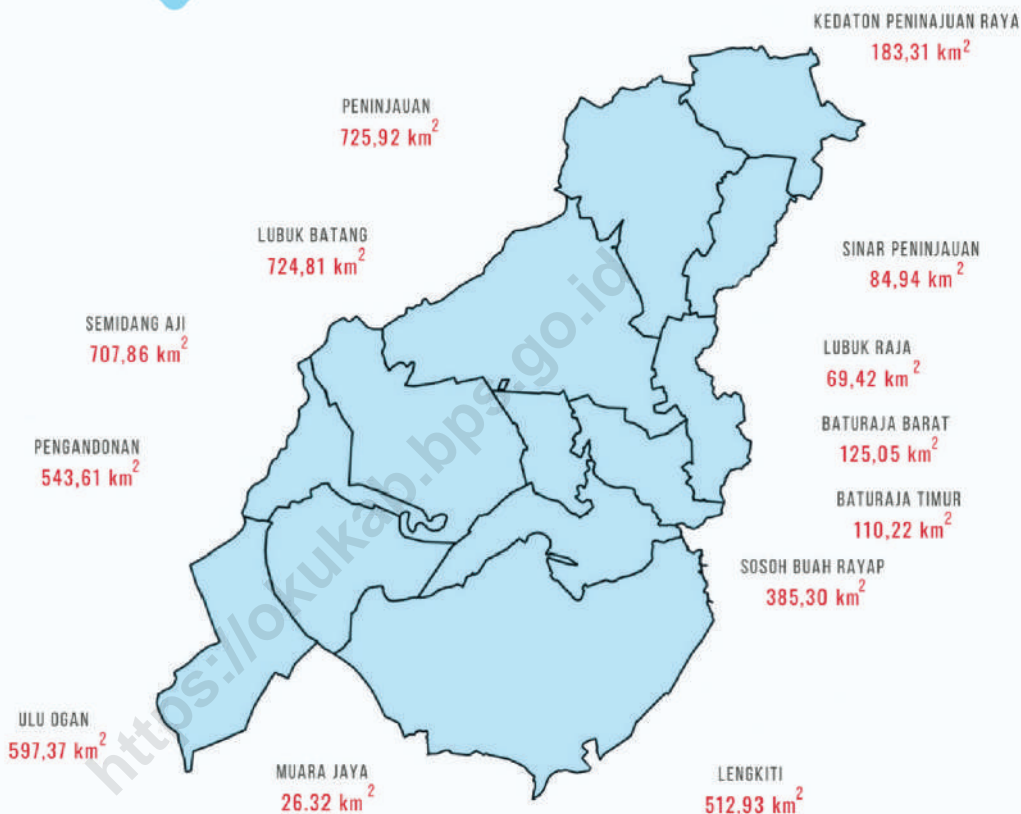 KEDATON PENINAJUAN RAYA
183,31 km²
PENINJAUAN
725,92 km²
LUBUK BATANG
724,81 km²
SINAR PENINJAUAN
84,94 km²
SEMIDANG AJI
707,86 km²
LUBUK RAJA
69,42 km²
BATURAJA BARAT
125,05 km²
PENGANDONAN
543,61 km²
BATURAJA TIMUR
110,22 km²
SOSOH BUAH RAYAP
385,30 km²
ULU OGAN
597,37 km²
MUARA JAYA
26.32 km²
LENGKITI
512.93 km²
https://okukab.bps.go.id